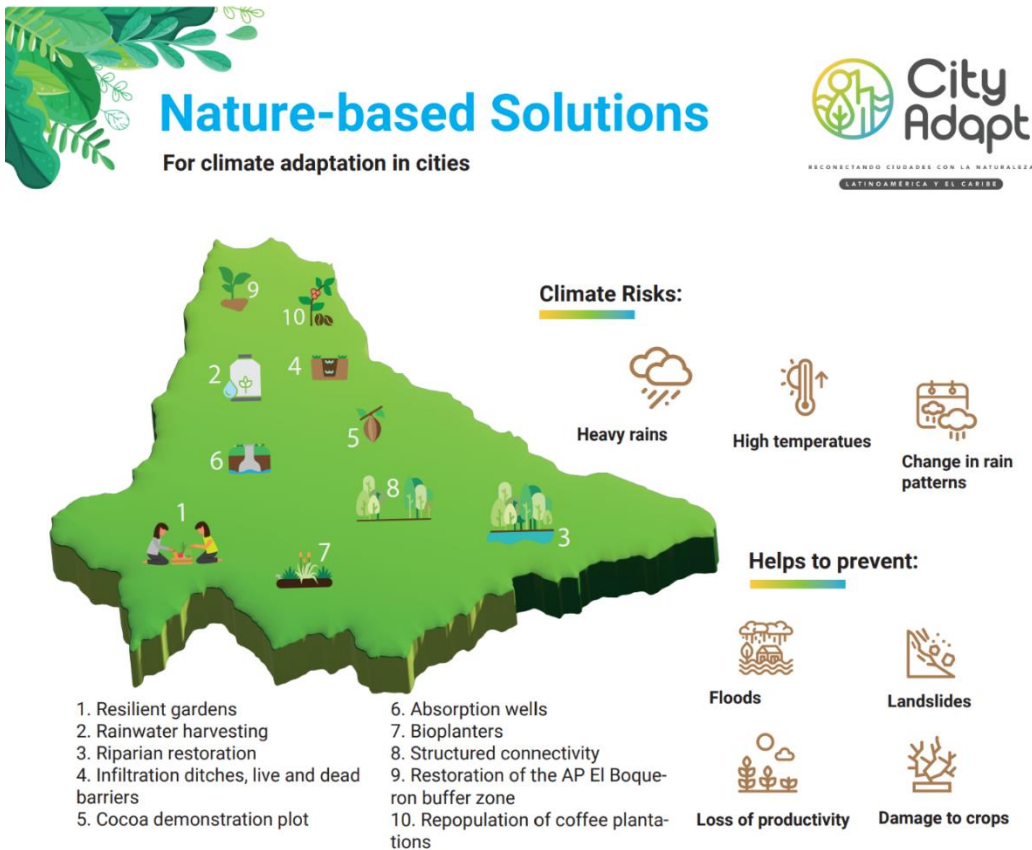 Nature-based Solutions
For climate adaptation in cities
City
Adapt
RECONECTANDO CIUDADES CON LA NATURALEZA
LATINOAMÉRICA Y EL CARIBE
9
10
2
4
5
6
8
1
3
7
Climate Risks:
Heavy rains
High temperatues
Change in rain
patterns
Helps to prevent:
Floods
Landslides
Loss of productivity
Damage to crops
1. Resilient gardens
2. Rainwater harvesting
3. Riparian restoration
4. Infiltration ditches, live and dead
barriers
5. Cocoa demonstration plot
6. Absorption wells
7. Bioplanters
8. Structured connectivity
9. Restoration of the AP El Boque-
ron buffer zone
10. Repopulation of coffee planta-
tions